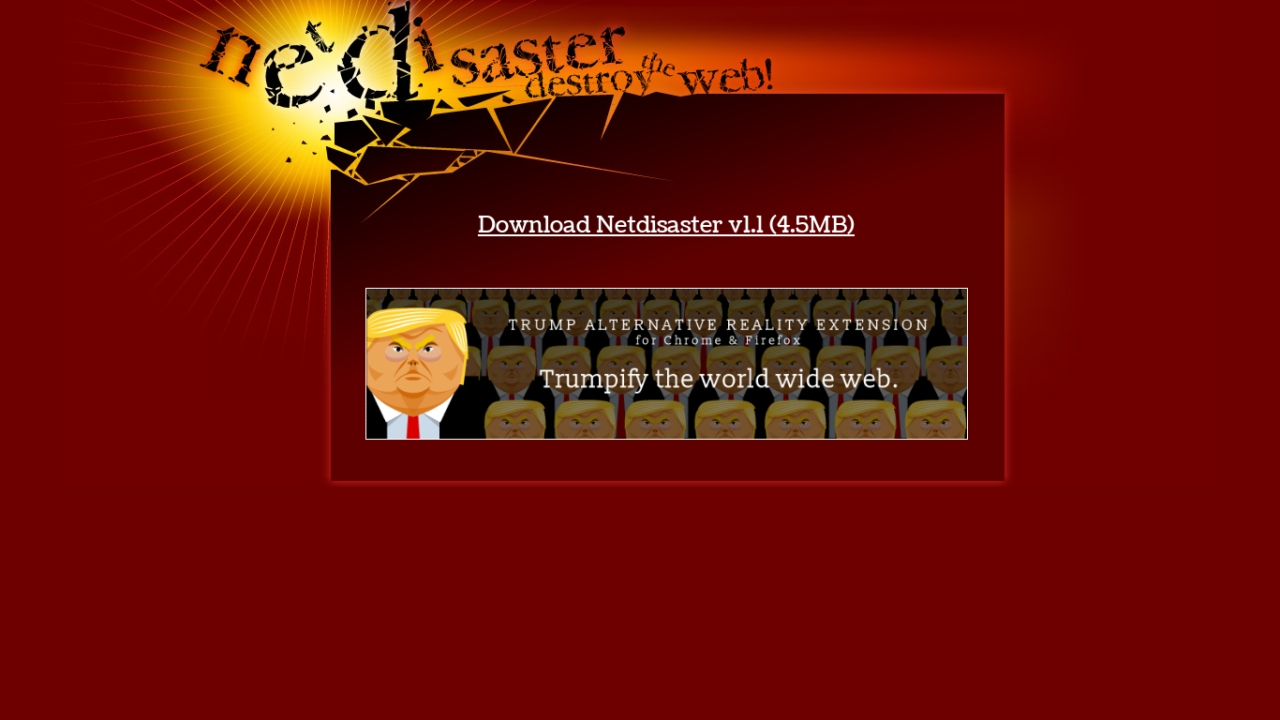 netdisaster
destroy the web!
Download Netdisaster v1.1 (4.5MB)
TRUMP ALTERNATIVE REALITY EXTENSION
for Chrome & Firefox
Trumpify the world wide web.